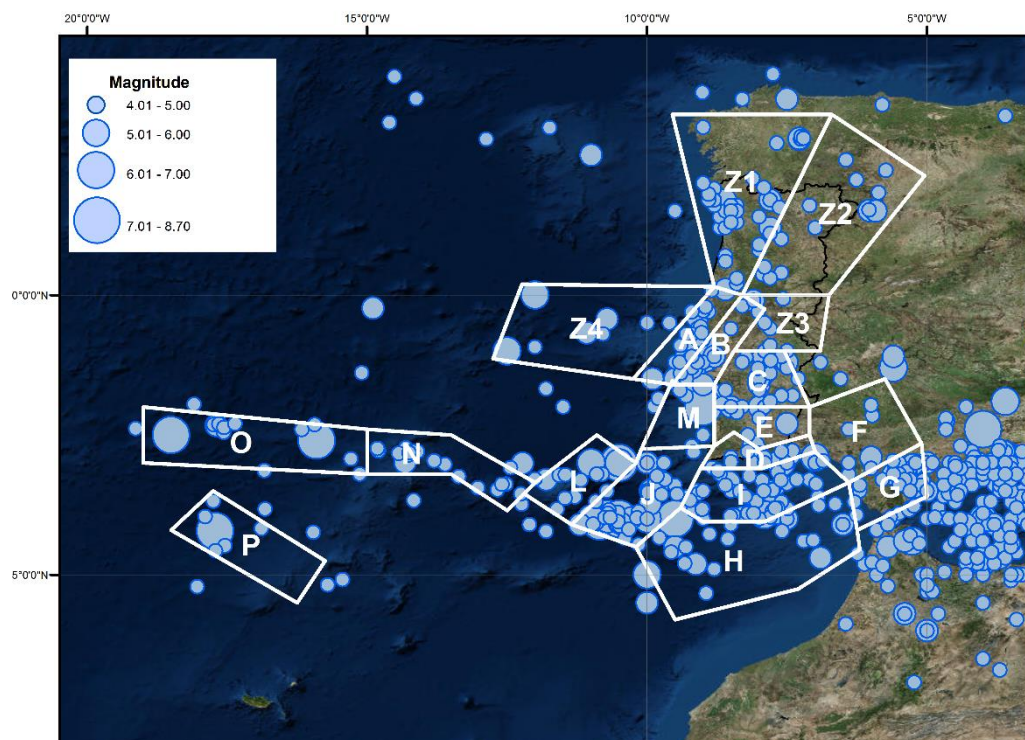 20°0'0"W 15°0'0"W 10°0'0"W 5°0'0"W
Magnitude
4.01 - 5.00
5.01 - 6.00
6.01 - 7.00
7.01 - 8.70
Z1
Z2
0°0'0"N
Z4 A B Z3
C
M
O N E F
D
L J I G
P H
5°0'0"N